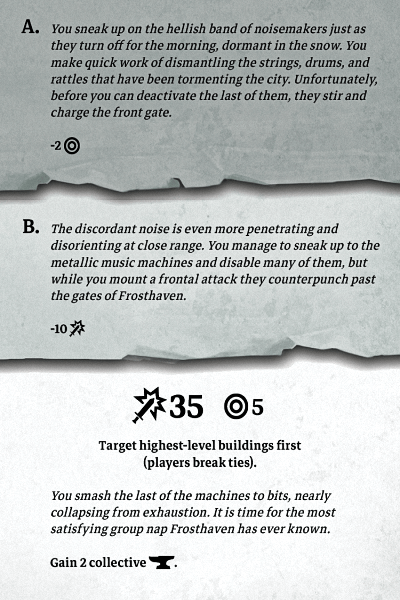 A. You sneak up on the hellish band of noisemakers just as
they turn off for the morning, dormant in the snow. You
make quick work of dismantling the strings, drums, and
rattles that have been tormenting the city. Unfortunately,
before you can deactivate the last of them, they stir and
charge the front gate.
-2
B. The discordant noise is even more penetrating and
disorienting at close range. You manage to sneak up to the
metallic music machines and disable many of them, but
while you mount a frontal attack they counterpunch past
the gates of Frosthaven.
-10
35 5
Target highest-level buildings first
(players break ties).
You smash the last of the machines to bits, nearly
collapsing from exhaustion. It is time for the most
satisfying group nap Frosthaven has ever known.
Gain 2 collective .